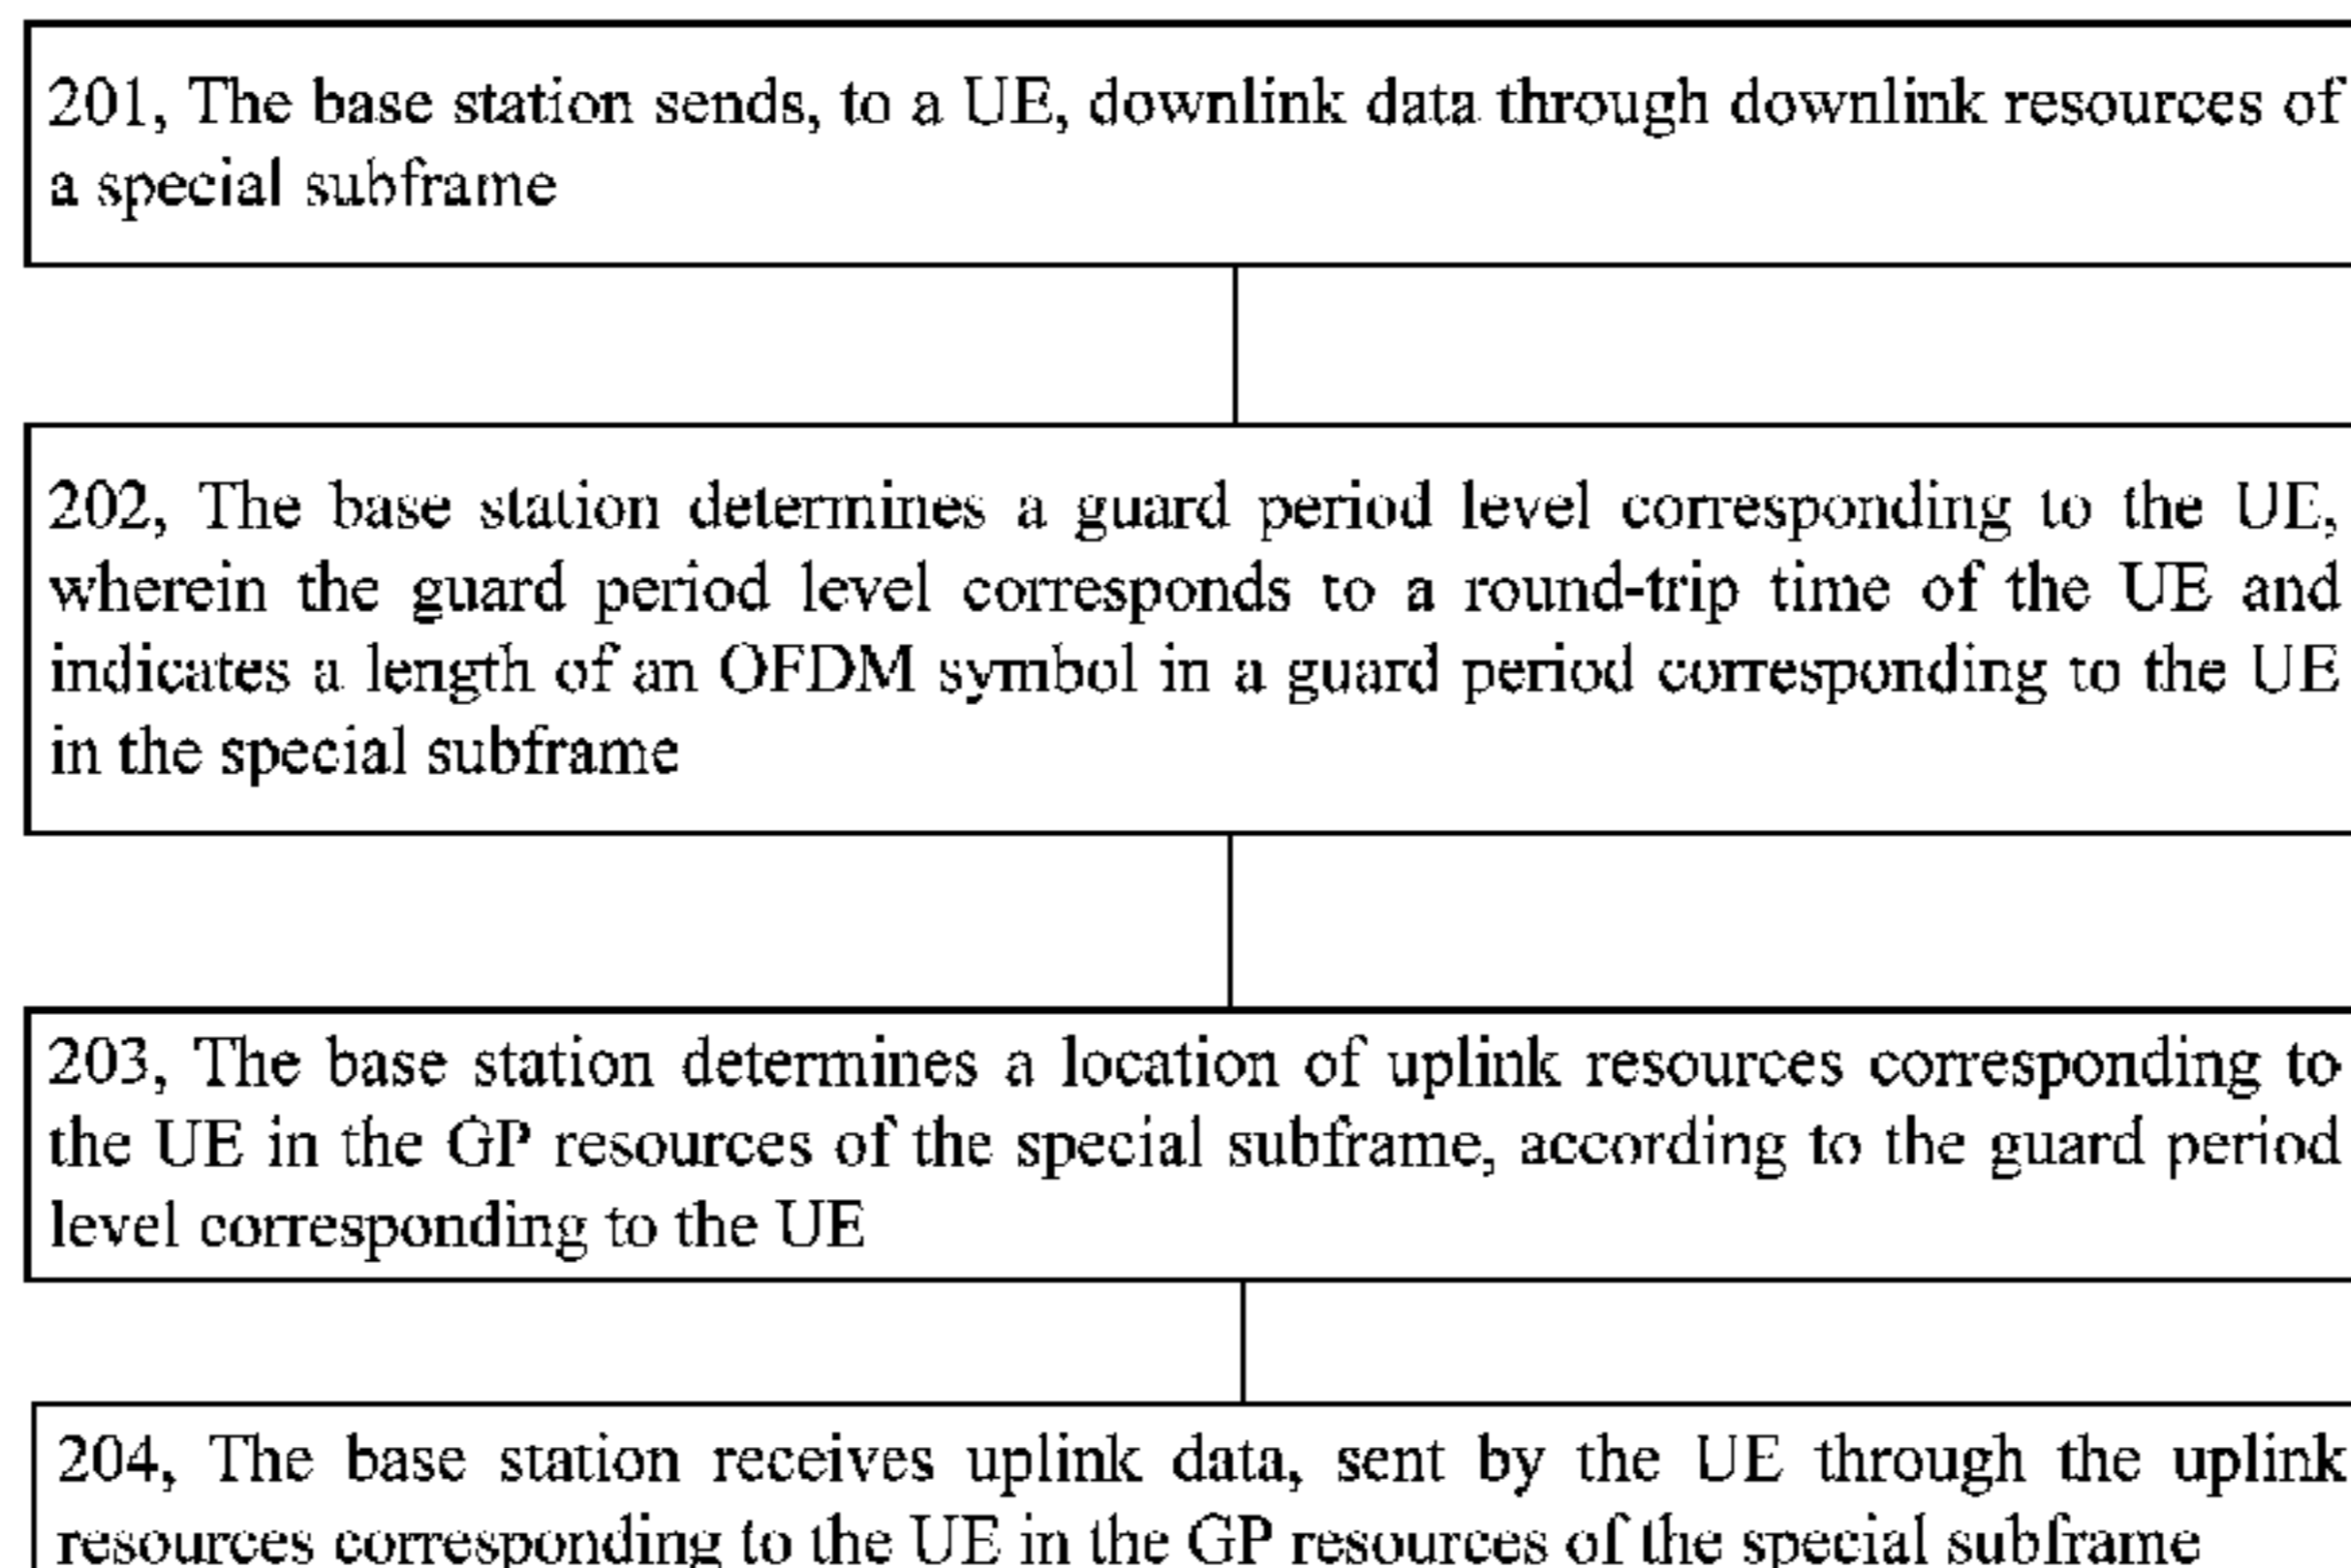 201, The base station sends, to a UE, downlink data through downlink resources of
a special subframe
202, The base station determines a guard period level corresponding to the UE,
wherein the guard period level corresponds to a round-trip time of the UE and
indicates a length of an OFDM symbol in a guard period corresponding to the UE
in the special subframe
203, The base station determines a location of uplink resources corresponding to
the UE in the GP resources of the special subframe, according to the guard period
level corresponding to the UE
204, The base station receives uplink data, sent by the UE through the uplink
resources corresponding to the UE in the GP resources of the special subframe